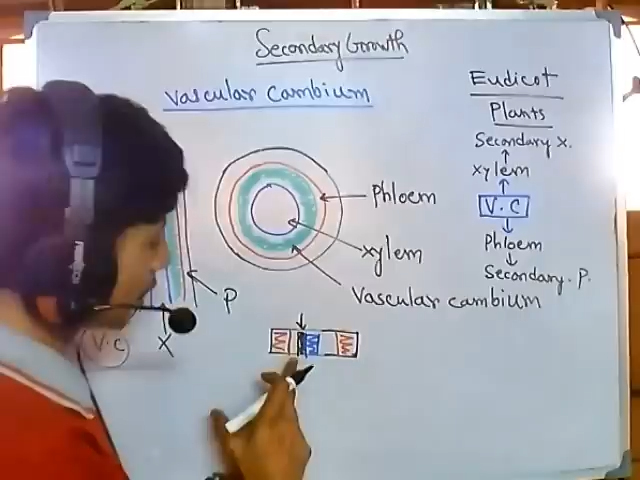 Secondary Growth
Vascular Cambium
Eudicot
Plants
Secondary X.
xylem
V.C
Phloem
Secondary. P.
Phloem
xylem
Vascular cambium
P
X
V.C